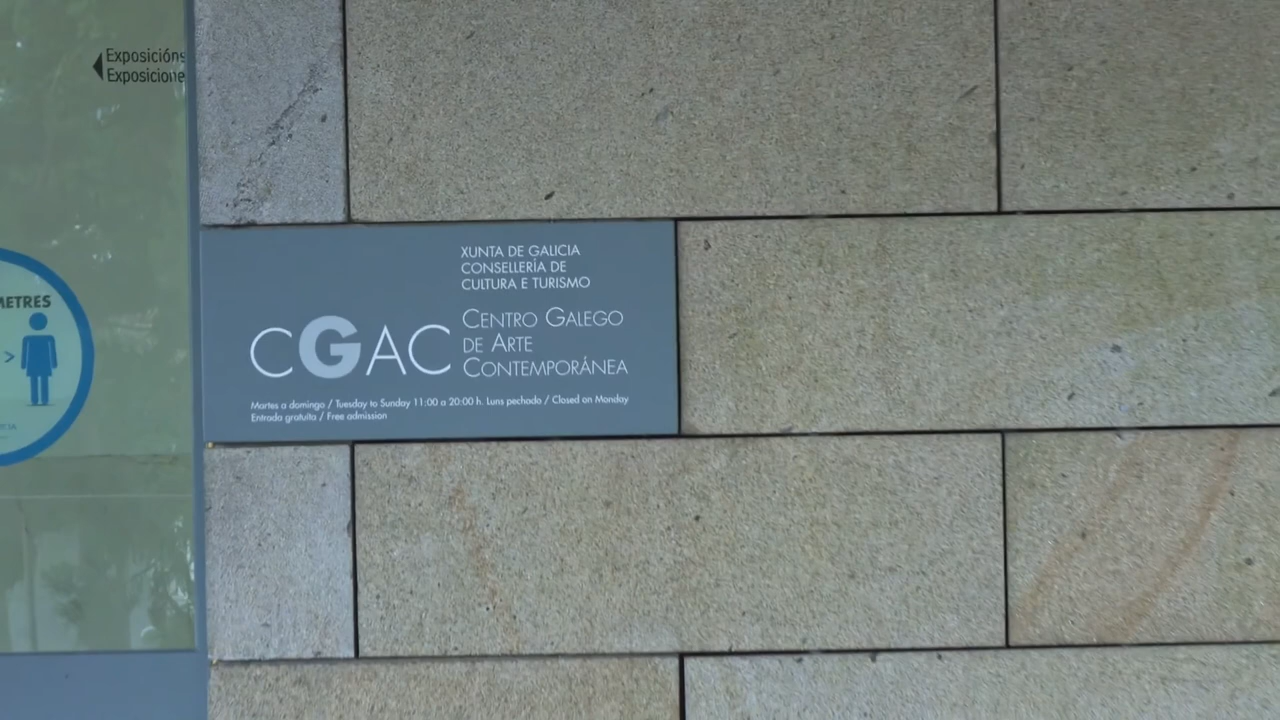 Exposicións
Exposicione
METRES
XUNTA DE GALICIA
CONSELLERÍA DE
CULTURA E TURISMO
CGAC
CENTRO GALEGO
DE ARTE
CONTEMPORÁNEA
Martes a domingo / Tuesday to Sunday 11:00 a 20:00 h. Luns pechado / Closed on Monday
Entrada gratuíta / Free admission